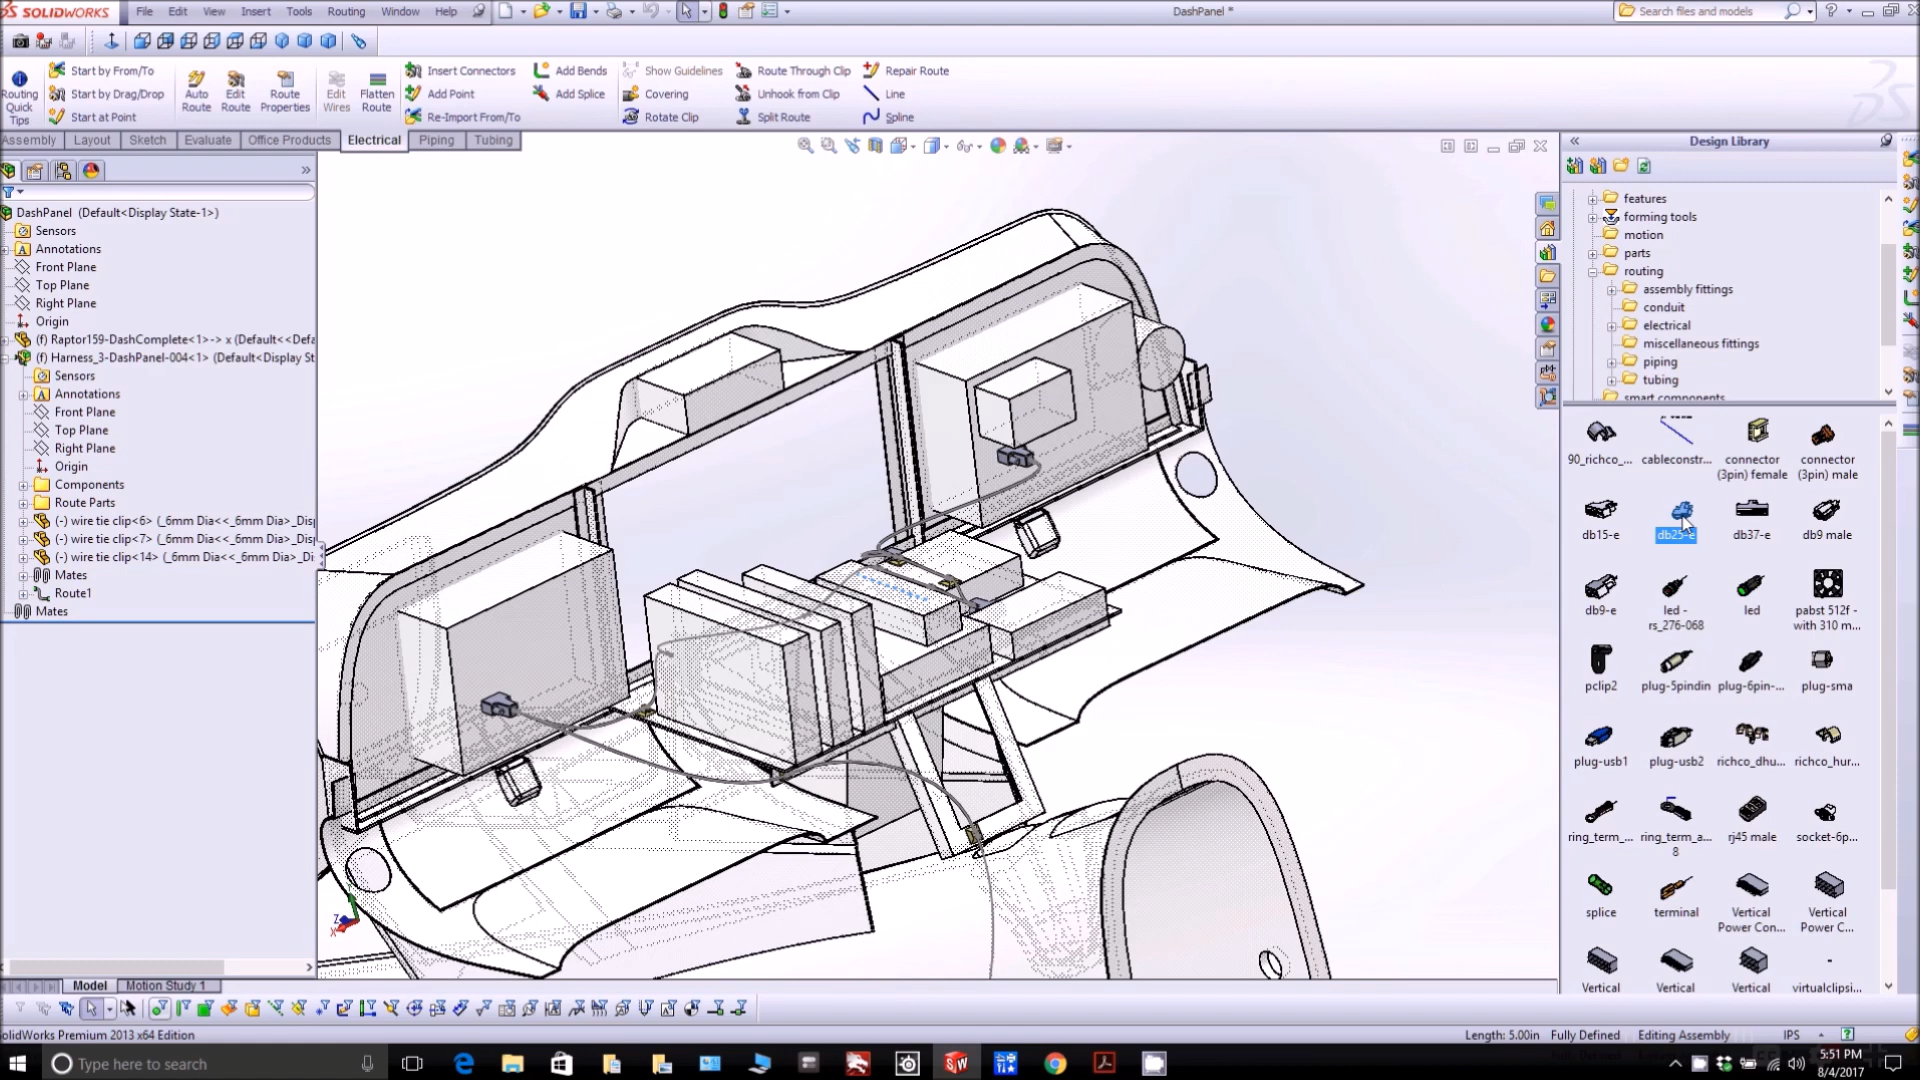 SOLIDWORKS File Edit View Insert Tools Routing Window Help DashPanel * Search files and models
Routing Quick Tips
Start by From/To
Start by Drag/Drop
Start at Point
Auto Route
Edit Route
Route Properties
Edit Wires
Flatten Route
Insert Connectors
Add Point
Re-Import From/To
Add Bends
Add Splice
Show Guidelines
Covering
Rotate Clip
Route Through Clip
Unhook from Clip
Split Route
Repair Route
Line
Spline
Assembly Layout Sketch Evaluate Office Products Electrical Piping Tubing
DashPanel (Default<Display State-1>)
Sensors
Annotations
Front Plane
Top Plane
Right Plane
Origin
(f) Raptor159-DashComplete<1>-> x (Default<<Defa
(f) Harness_3-DashPanel-004<1> (Default<Display St
Sensors
Annotations
Front Plane
Top Plane
Right Plane
Origin
Components
Route Parts
(-) wire tie clip<6> (_6mm Dia<<_6mm Dia>_Disp
(-) wire tie clip<7> (_6mm Dia<<_6mm Dia>_Disp
(-) wire tie clip<14> (_6mm Dia<<_6mm Dia>_Di
Mates
Route1
Mates
Z
X
Design Library
features
forming tools
motion
parts
routing
assembly fittings
conduit
electrical
miscellaneous fittings
piping
tubing
smart components
90_richco_... cableconstr... connector (3pin) female connector (3pin) male
db15-e db25-e db37-e db9 male
db9-e led - rs_276-068 led pabst 512f - with 310 m...
pclip2 plug-5pindin plug-6pin-... plug-sma
plug-usb1 plug-usb2 richco_dhu... richco_hur...
ring_term_... ring_term_a... 8 rj45 male socket-6p...
splice terminal Vertical Power Con... Vertical Power C...
Vertical Vertical Vertical virtualclipsi...
Model Motion Study 1
SolidWorks Premium 2013 x64 Edition Length: 5.00in Fully Defined Editing Assembly IPS
Type here to search
SW
5:51 PM
8/4/2017